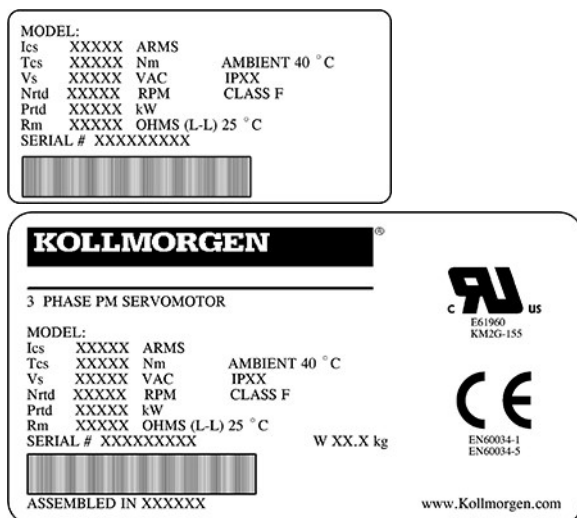 MODEL:
Ics XXXXX ARMS
Tcs XXXXX Nm AMBIENT 40 °C
Vs XXXXX VAC IPXX
Nrtd XXXXX RPM CLASS F
Prtd XXXXX kW
Rm XXXXX OHMS (L-L) 25 °C
SERIAL # XXXXXXXXX
KOLLMORGEN®
3 PHASE PM SERVOMOTOR
MODEL:
Ics XXXXX ARMS
Tcs XXXXX Nm AMBIENT 40 °C
Vs XXXXX VAC IPXX
Nrtd XXXXX RPM CLASS F
Prtd XXXXX kW
Rm XXXXX OHMS (L-L) 25 °C
SERIAL # XXXXXXXXX W XX.X kg
ASSEMBLED IN XXXXXX
c RU us
E61960
KM2G-155
CE
EN60034-1
EN60034-5
www.Kollmorgen.com